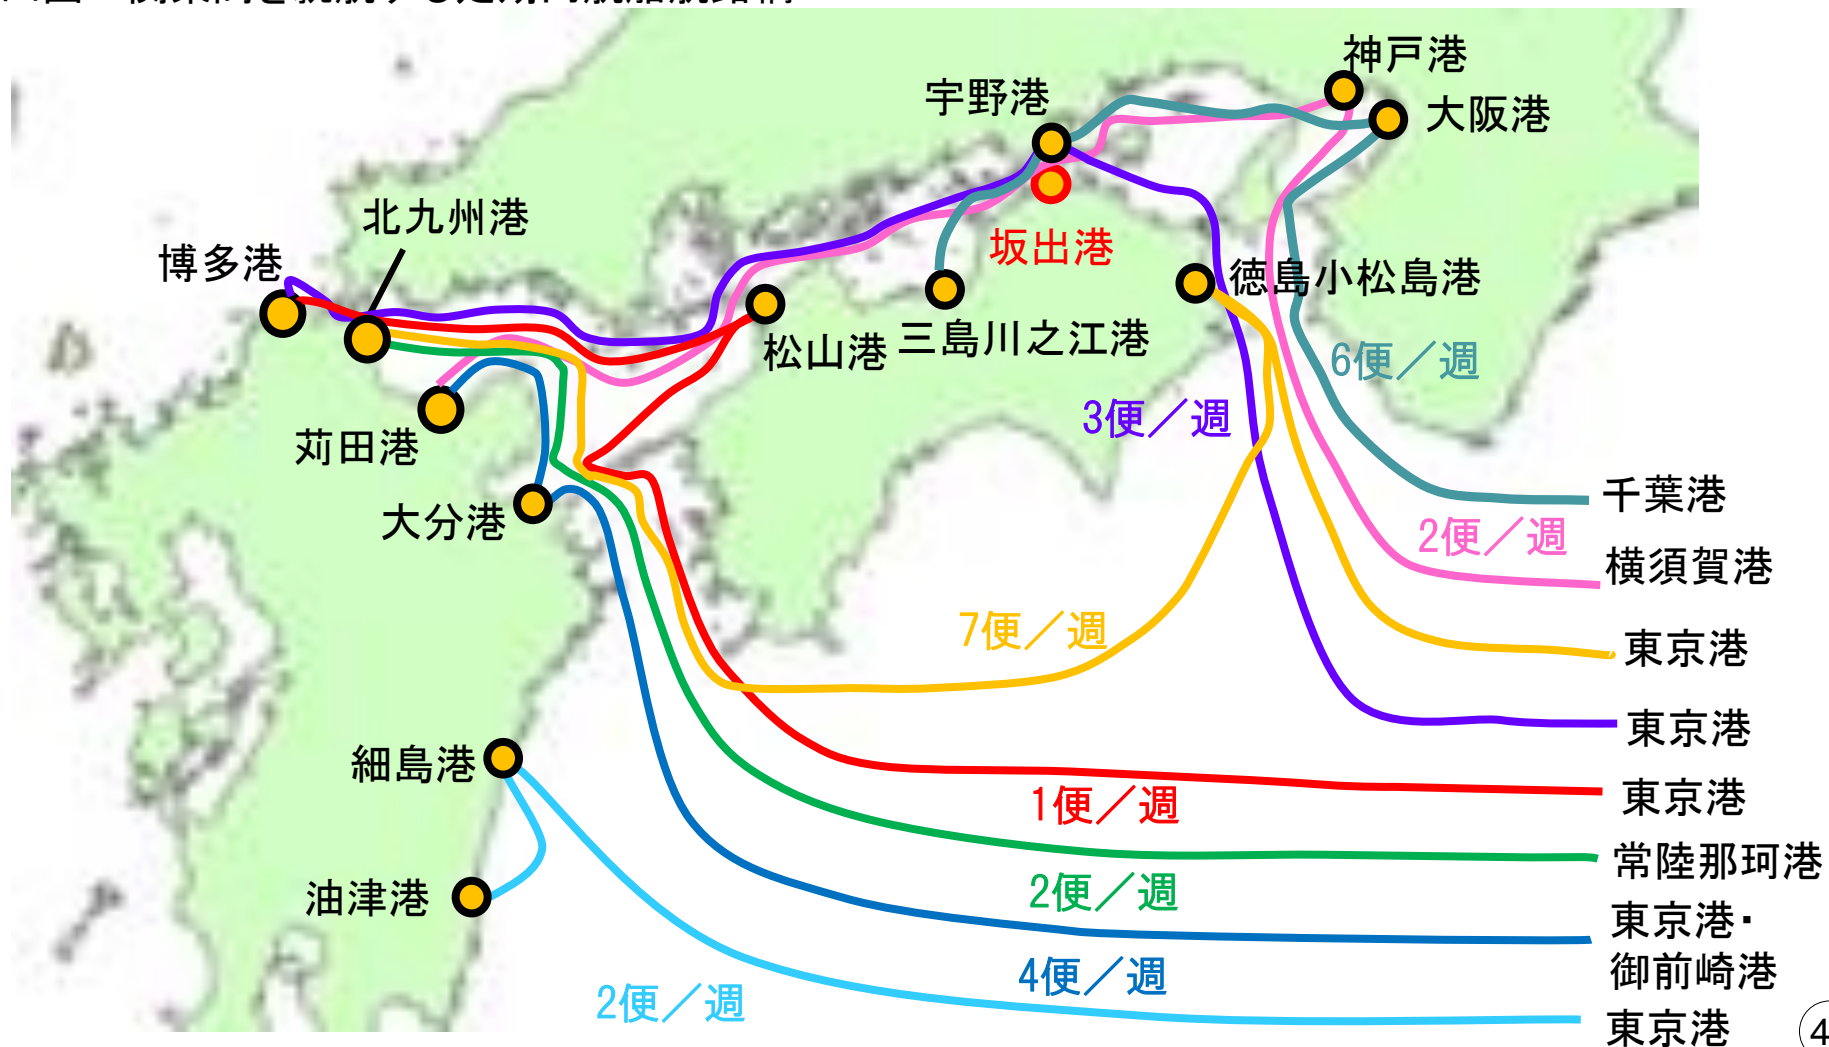 神戸港
宇野港
大阪港
北九州港
博多港
坂出港
徳島小松島港
松山港
三島川之江港
6便／週
3便／週
苅田港
千葉港
大分港
2便／週
横須賀港
7便／週
東京港
東京港
細島港
1便／週
東京港
常陸那珂港
2便／週
油津港
東京港・
御前崎港
4便／週
2便／週
東京港
4